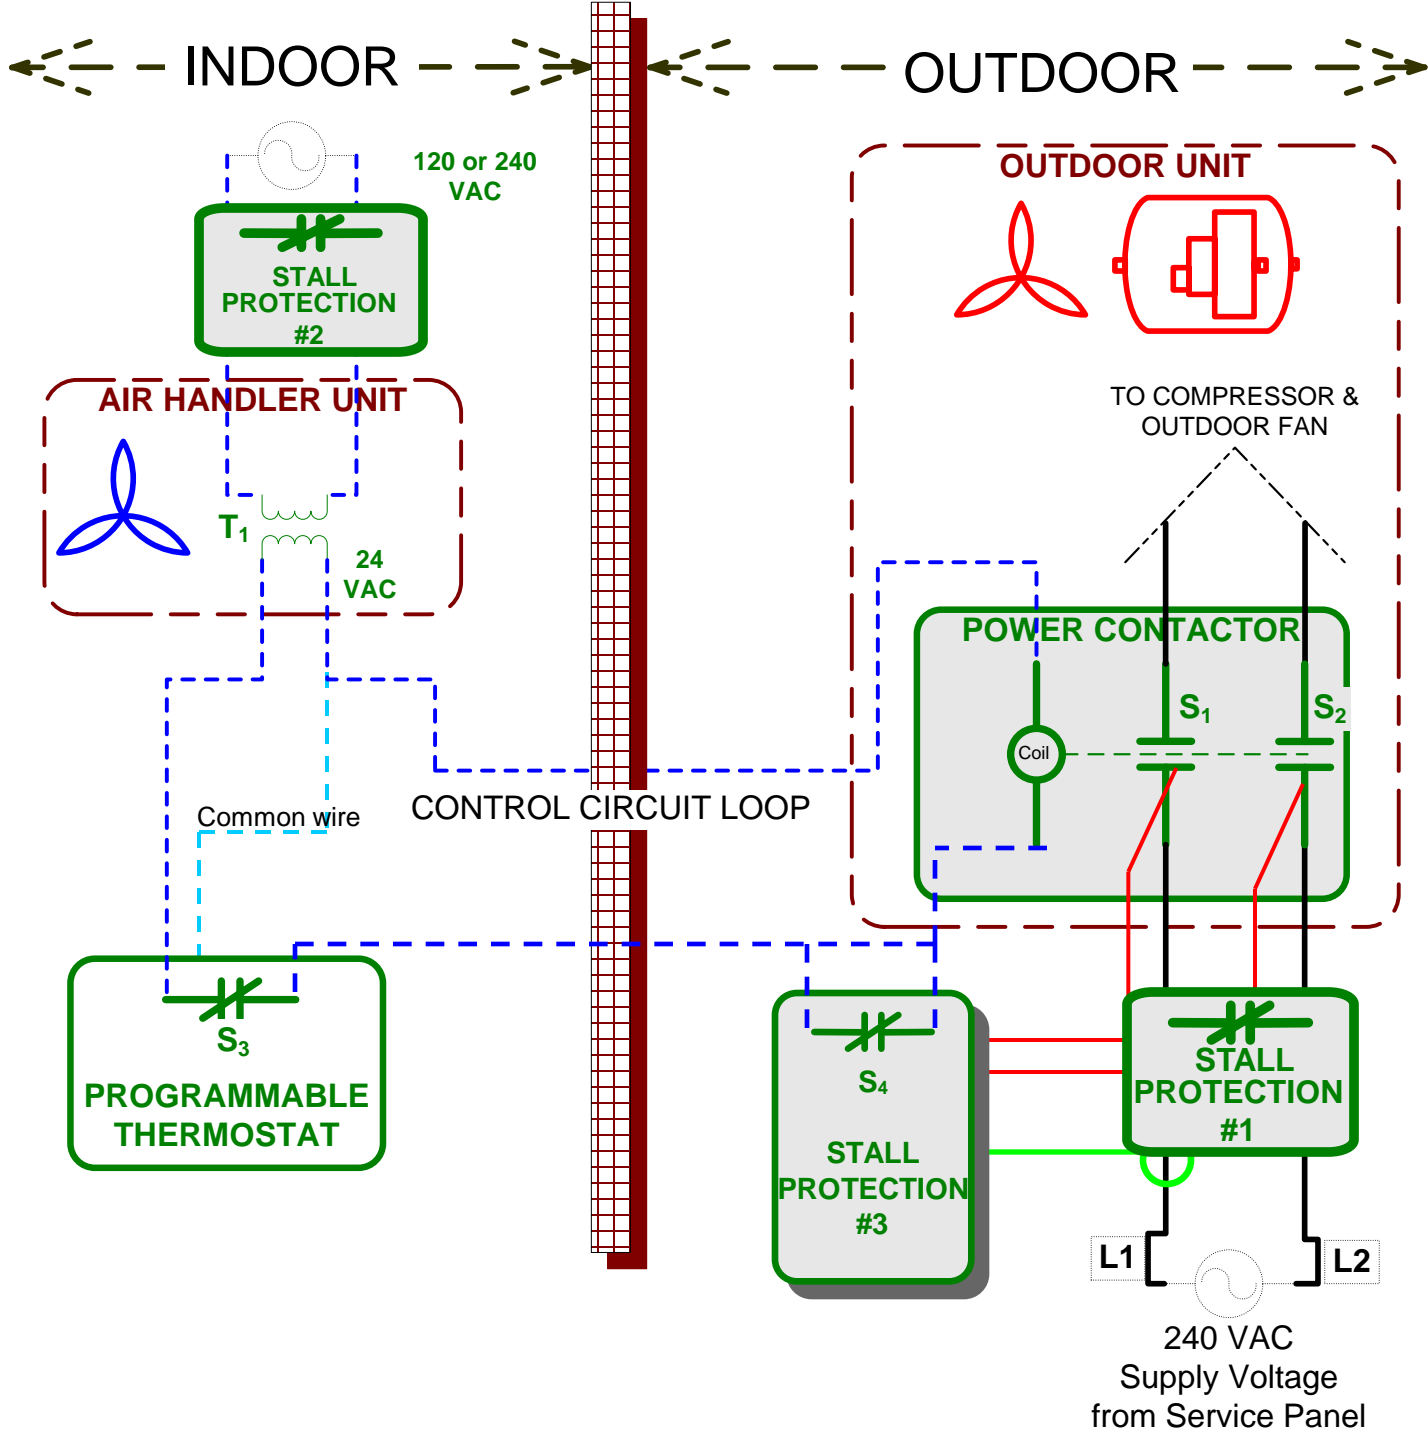 INDOOR
OUTDOOR
120 or 240
VAC
OUTDOOR UNIT
STALL
PROTECTION
#2
AIR HANDLER UNIT
TO COMPRESSOR &
OUTDOOR FAN
T1
24
VAC
POWER CONTACTOR
S1
S2
Coil
Common wire
CONTROL CIRCUIT LOOP
S3
PROGRAMMABLE
THERMOSTAT
S4
STALL
PROTECTION
#3
STALL
PROTECTION
#1
L1
L2
240 VAC
Supply Voltage
from Service Panel